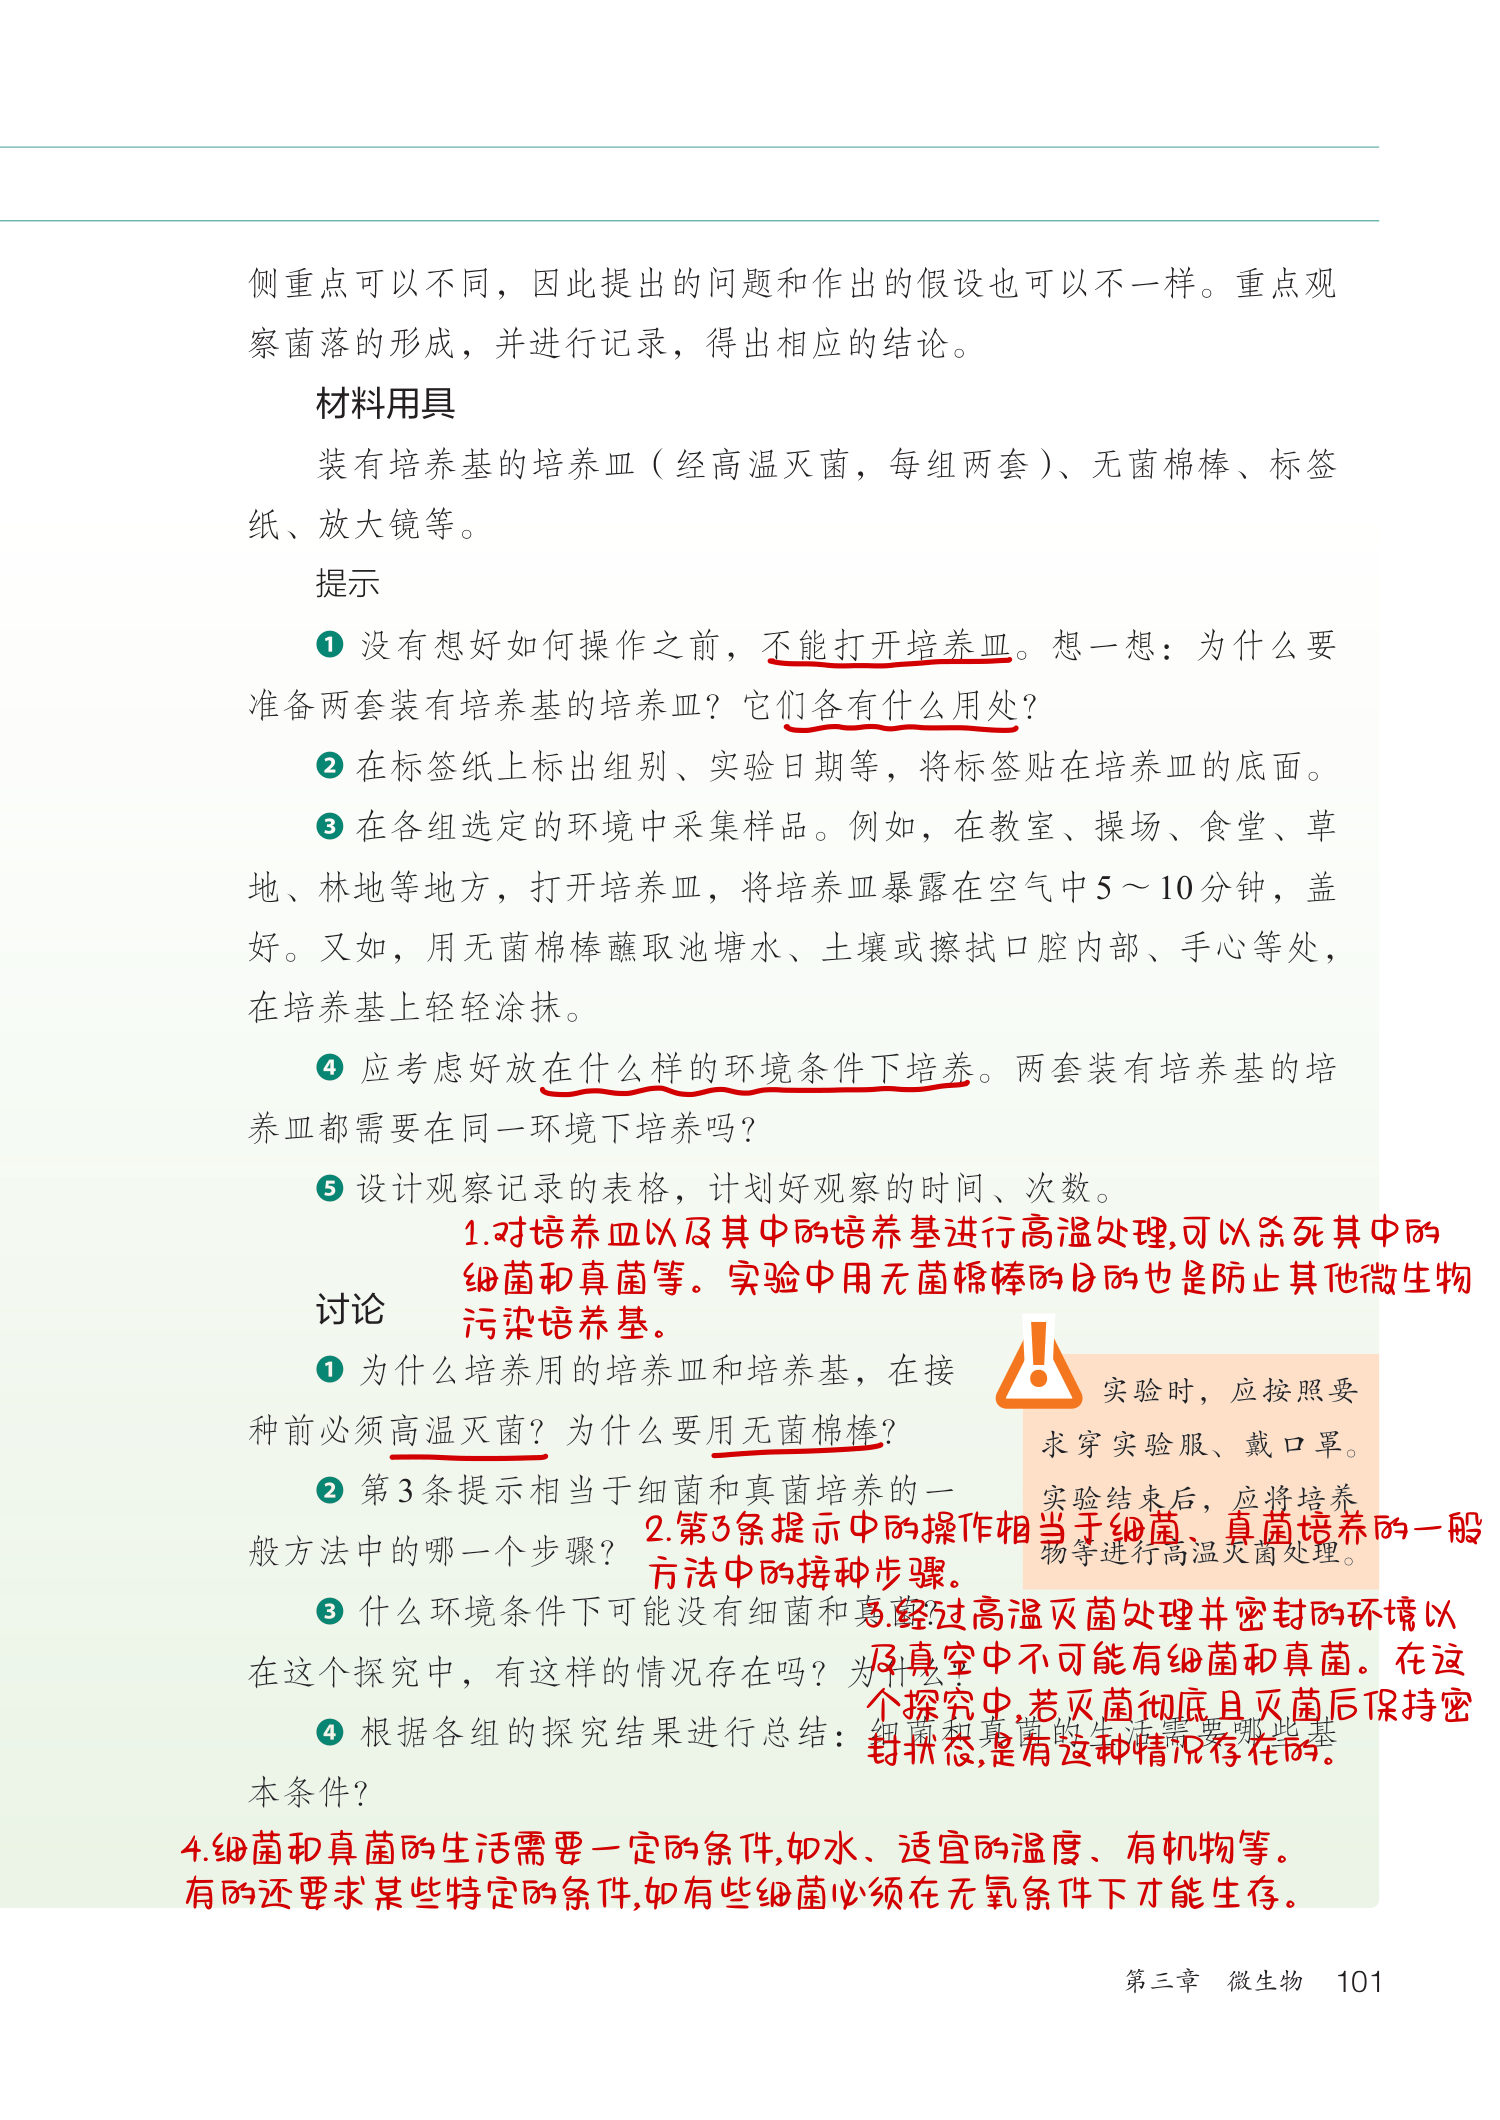 侧重点可以不同，因此提出的问题和作出的假设也可以不一样。重点观
察菌落的形成，并进行记录，得出相应的结论。
材料用具
装有培养基的培养皿（经高温灭菌，每组两套）、无菌棉棒、标签
纸、放大镜等。
提示
❶ 没有想好如何操作之前，不能打开培养皿。想一想：为什么要
准备两套装有培养基的培养皿？它们各有什么用处？
❷ 在标签纸上标出组别、实验日期等，将标签贴在培养皿的底面。
❸ 在各组选定的环境中采集样品。例如，在教室、操场、食堂、草
地、林地等地方，打开培养皿，将培养皿暴露在空气中5～10分钟，盖
好。又如，用无菌棉棒蘸取池塘水、土壤或擦拭口腔内部、手心等处，
在培养基上轻轻涂抹。
❹ 应考虑好放在什么样的环境条件下培养。两套装有培养基的培
养皿都需要在同一环境下培养吗？
❺ 设计观察记录的表格，计划好观察的时间、次数。
1.对培养皿以及其中的培养基进行高温处理,可以杀死其中的
细菌和真菌等。实验中用无菌棉棒的目的也是防止其他微生物
污染培养基。
讨论
❶ 为什么培养用的培养皿和培养基，在接
种前必须高温灭菌？为什么要用无菌棉棒？
实验时，应按照要
求穿实验服、戴口罩。
实验结束后，应将培养
物等进行高温灭菌处理。
❷ 第3条提示相当于细菌和真菌培养的一
般方法中的哪一个步骤？
2.第3条提示中的操作相当于细菌、真菌培养的一般
方法中的接种步骤。
❸ 什么环境条件下可能没有细菌和真菌？
在这个探究中，有这样的情况存在吗？为什么？
3.经过高温灭菌处理并密封的环境以
及真空中不可能有细菌和真菌。在这
个探究中,若灭菌彻底且灭菌后保持密
封状态,是有这种情况存在的。
❹ 根据各组的探究结果进行总结：细菌和真菌的生活需要哪些基
本条件？
4.细菌和真菌的生活需要一定的条件,如水、适宜的温度、有机物等。
有的还要求某些特定的条件,如有些细菌必须在无氧条件下才能生存。
第三章 微生物 101